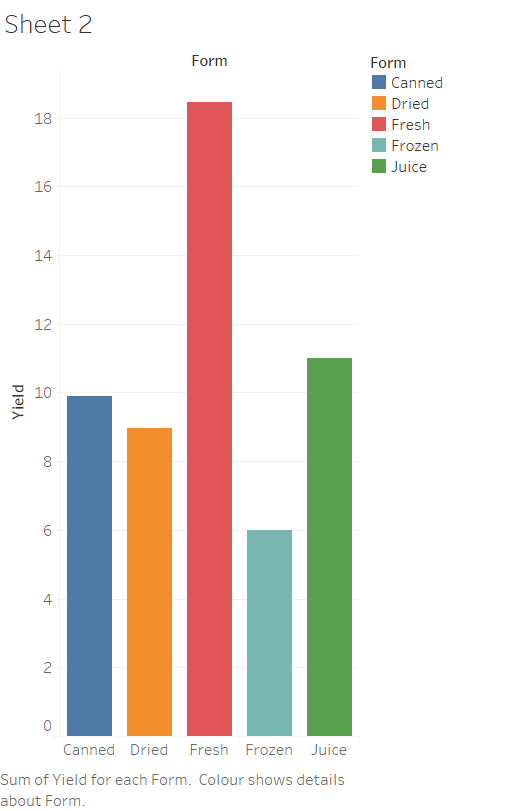 Sheet 2
Form
Form
Canned
Dried
Fresh
Frozen
Juice
18
16
14
12
10
8
6
4
2
0
Yield
Canned Dried Fresh Frozen Juice
Sum of Yield for each Form. Colour shows details
about Form.